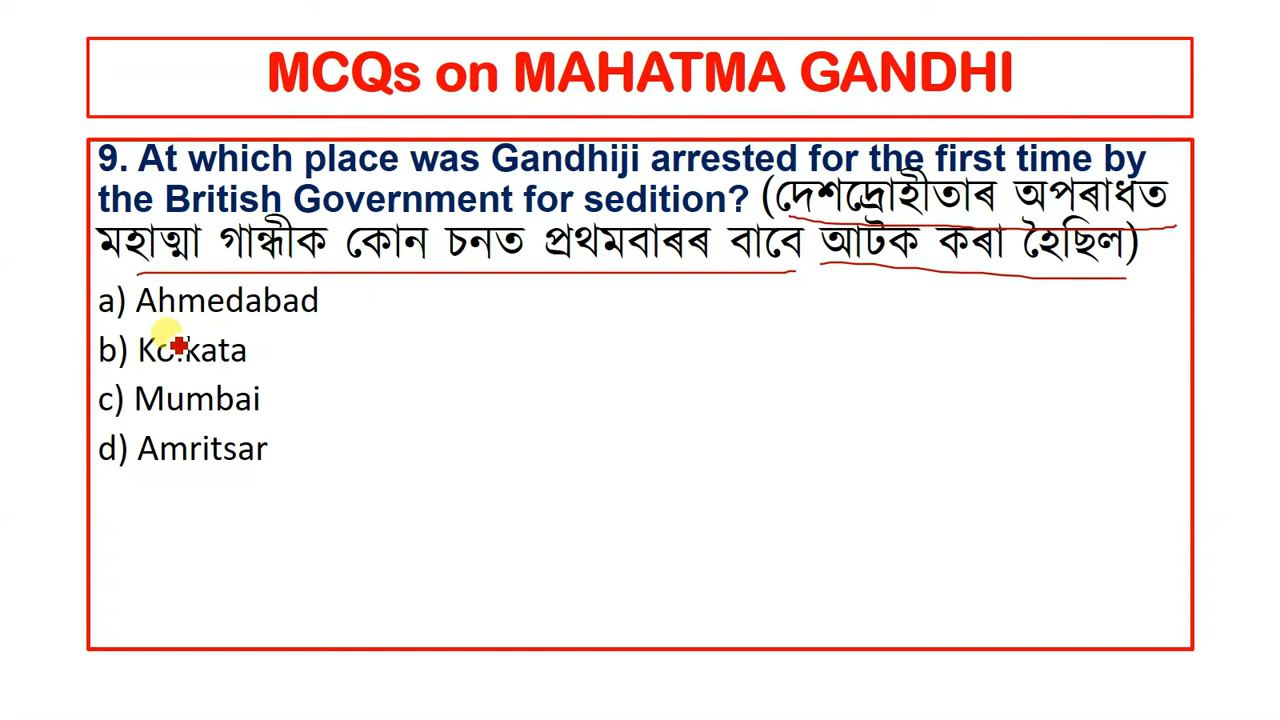 MCQs on MAHATMA GANDHI
9. At which place was Gandhiji arrested for the first time by
the British Government for sedition? (দেশদ্ৰোহীতাৰ অপৰাধত
মহাত্মা গান্ধীক কোন চনত প্ৰথমবাৰৰ বাবে আটক কৰা হৈছিল)
a) Ahmedabad
b) Kolkata
c) Mumbai
d) Amritsar